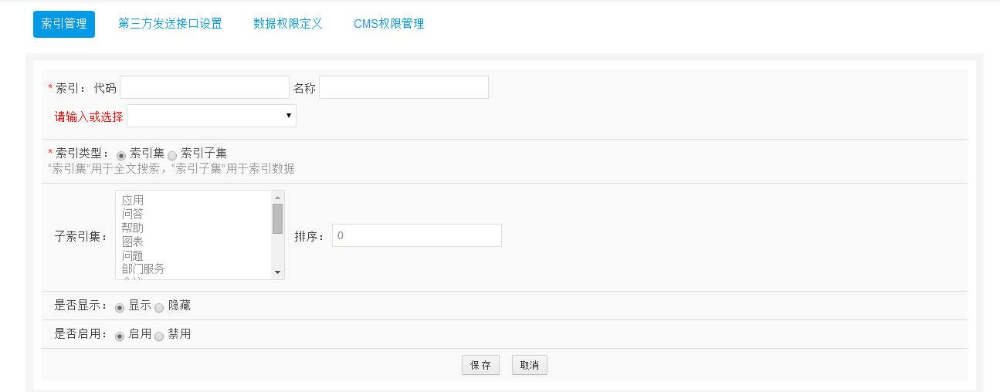 索引管理 第三方发送接口设置 数据权限定义 CMS权限管理
* 索引： 代码 名称
请输入或选择
* 索引类型： 索引集 索引子集
“索引集”用于全文搜索，“索引子集”用于索引数据
子索引集：
应用
问答
帮助
图表
问题
部门服务
排序： 0
是否显示： 显示 隐藏
是否启用： 启用 禁用
保存 取消